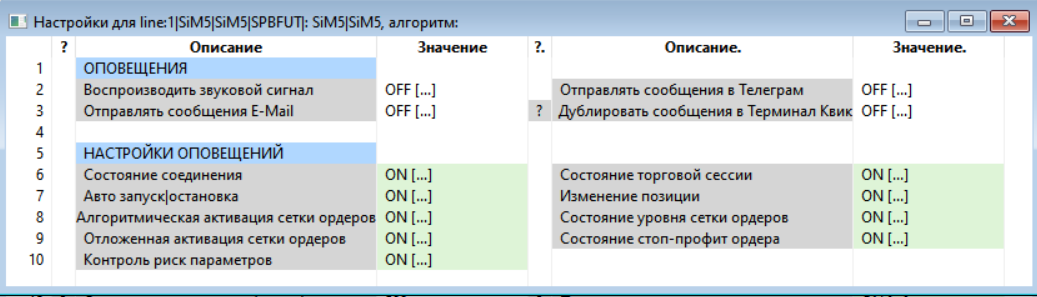 Настройки для line:1|SiM5|SiM5|SPBFUT|: SiM5|SiM5, алгоритм:
? Описание Значение ?. Описание. Значение.
1 ОПОВЕЩЕНИЯ
2 Воспроизводить звуковой сигнал OFF [...] Отправлять сообщения в Телеграм OFF [...]
3 Отправлять сообщения E-Mail OFF [...] ? Дублировать сообщения в Терминал Квик OFF [...]
4
5 НАСТРОЙКИ ОПОВЕЩЕНИЙ
6 Состояние соединения ON [...] Состояние торговой сессии ON [...]
7 Авто запуск|остановка ON [...] Изменение позиции ON [...]
8 Алгоритмическая активация сетки ордеров ON [...] Состояние уровня сетки ордеров ON [...]
9 Отложенная активация сетки ордеров ON [...] Состояние стоп-профит ордера ON [...]
10 Контроль риск параметров ON [...]